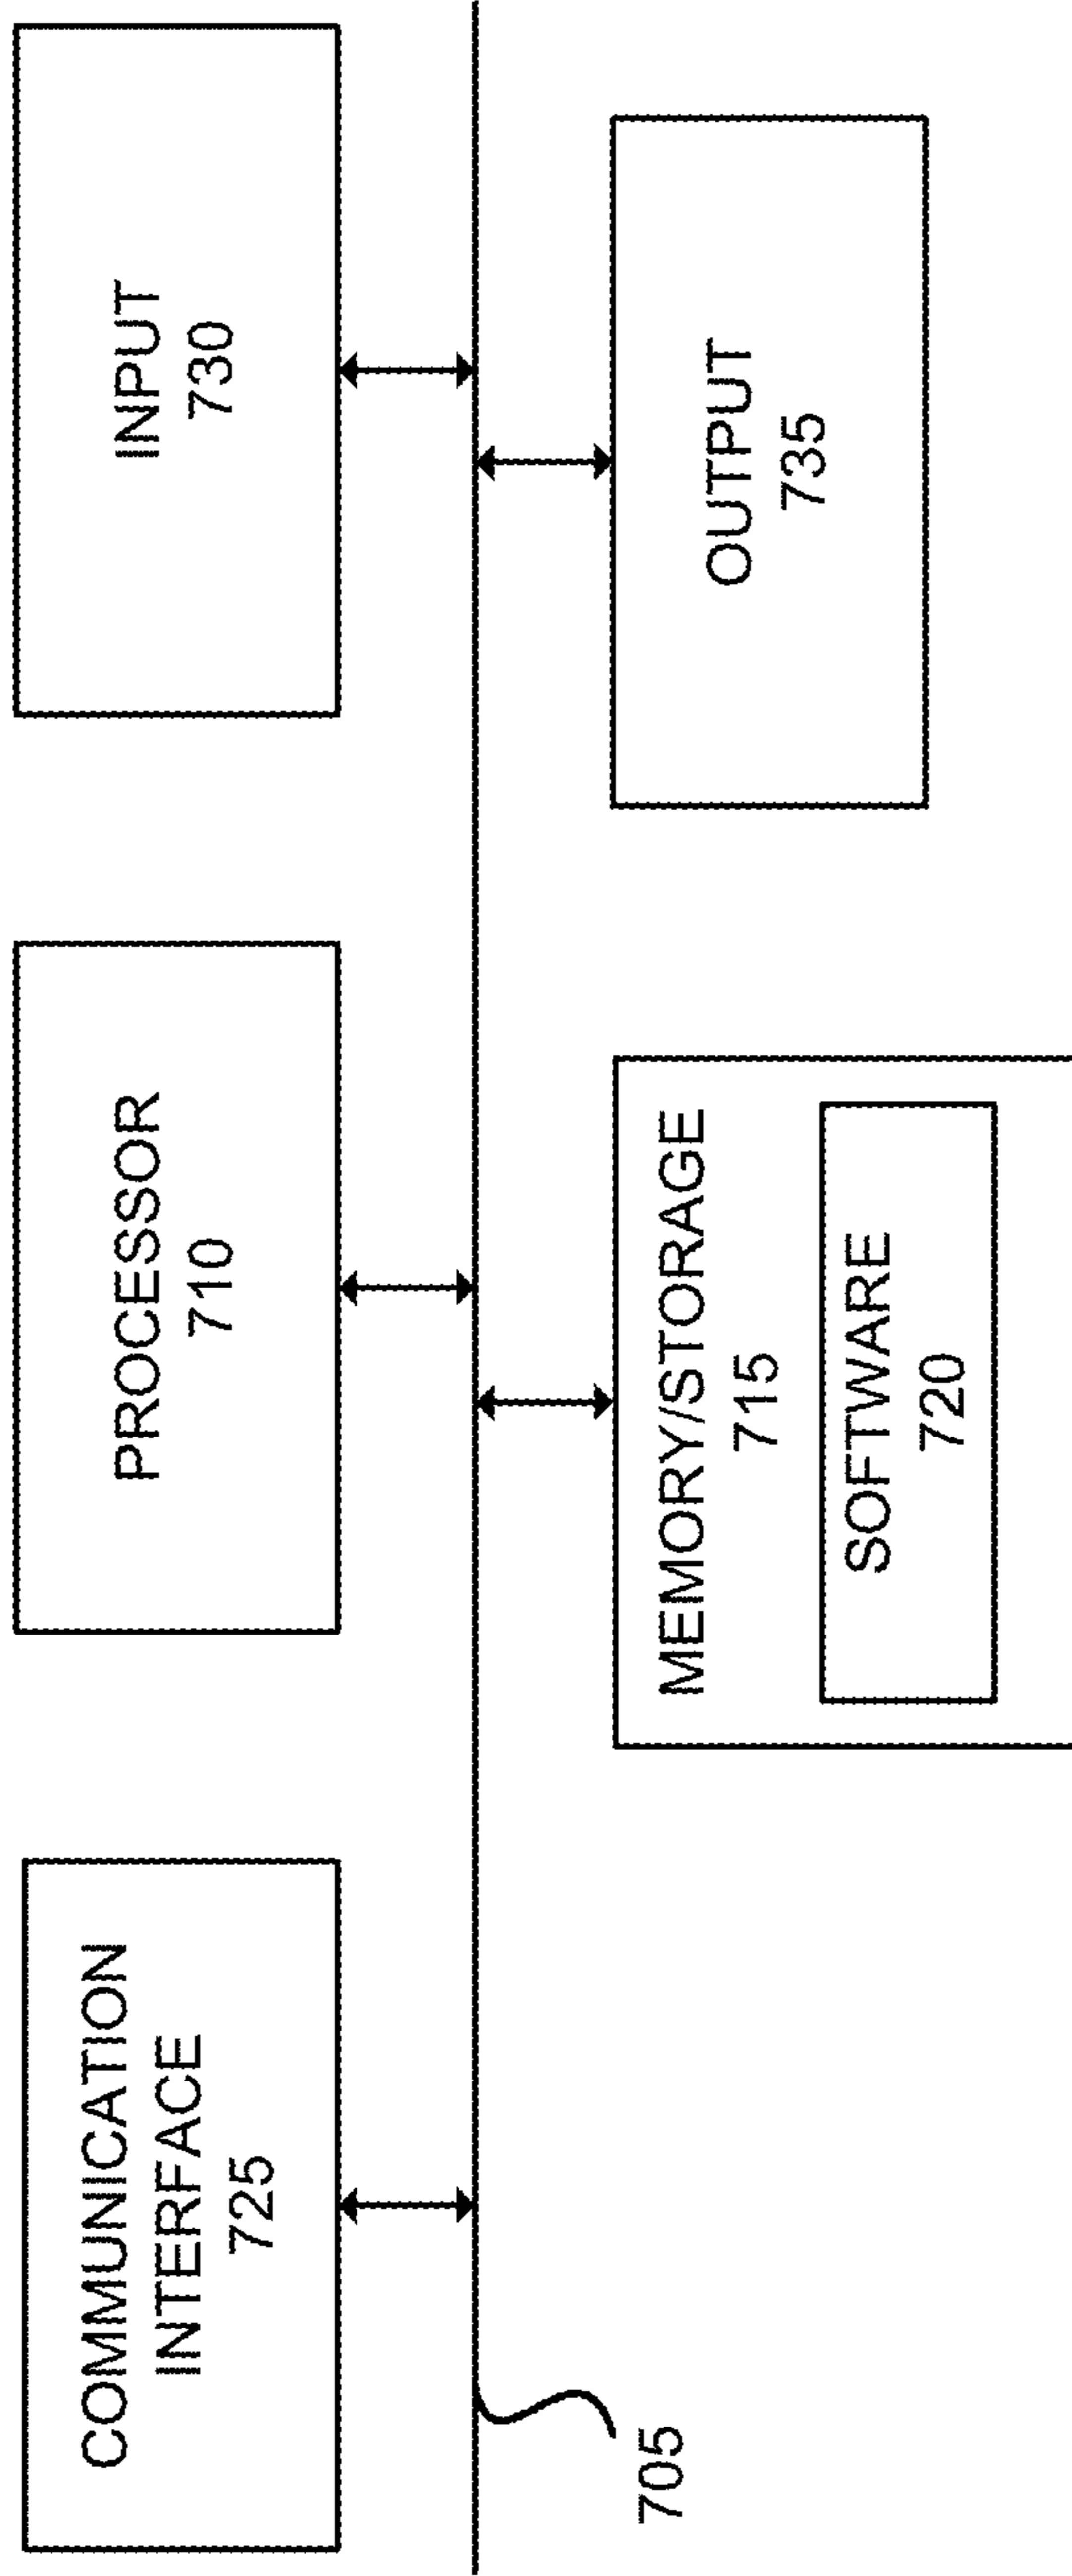 COMMUNICATION
INTERFACE
725
PROCESSOR
710
INPUT
730
705
MEMORY/STORAGE
715
SOFTWARE
720
OUTPUT
735